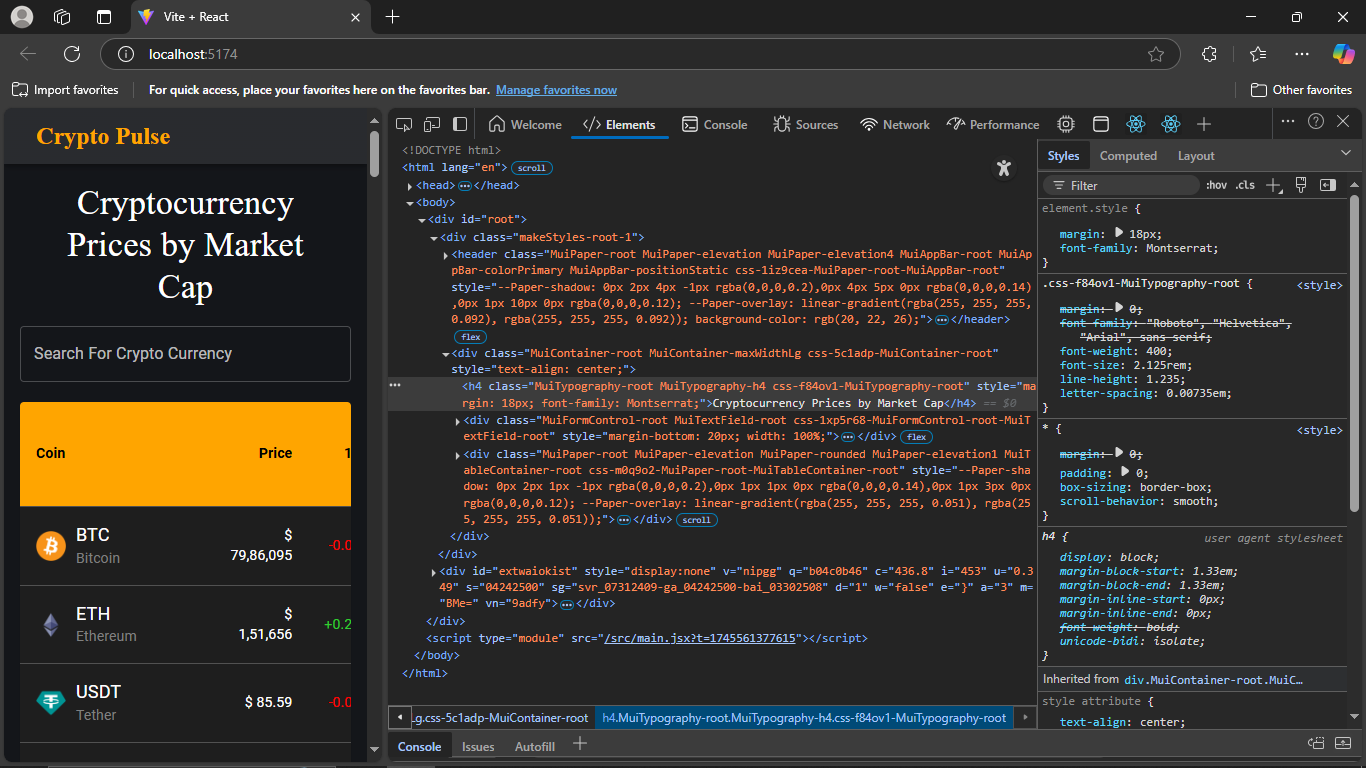 Vite + React
localhost:5174
Import favorites
For quick access, place your favorites here on the favorites bar. Manage favorites now
Other favorites
Crypto Pulse
Cryptocurrency
Prices by Market
Cap
Search For Crypto Currency
Coin Price 1
BTC
Bitcoin
$
79,86,095
-0.0
ETH
Ethereum
$
1,51,656
+0.2
USDT
Tether
$ 85.59
-0.0
Welcome Elements Console Sources Network Performance
<!DOCTYPE html>
<html lang="en"> scroll
<head> </head>
<body>
<div id="root">
<div class="makeStyles-root-1">
<header class="MuiPaper-root MuiPaper-elevation MuiPaper-elevation4 MuiAppBar-root MuiAp
pBar-colorPrimary MuiAppBar-positionStatic css-1iz9cea-MuiPaper-root-MuiAppBar-root"
style="--Paper-shadow: 0px 2px 4px -1px rgba(0,0,0,0.2),0px 4px 5px 0px rgba(0,0,0,0.14)
,0px 1px 10px 0px rgba(0,0,0,0.12); --Paper-overlay: linear-gradient(rgba(255, 255, 255,
0.092), rgba(255, 255, 255, 0.092)); background-color: rgb(20, 22, 26);"> </header>
flex
<div class="MuiContainer-root MuiContainer-maxWidthLg css-5c1adp-MuiContainer-root"
style="text-align: center;">
<h4 class="MuiTypography-root MuiTypography-h4 css-f84ov1-MuiTypography-root" style="ma
rgin: 18px; font-family: Montserrat;">Cryptocurrency Prices by Market Cap</h4> == $0
<div class="MuiFormControl-root MuiTextField-root css-1xp5r68-MuiFormControl-root-MuiT
extField-root" style="margin-bottom: 20px; width: 100%;"> </div> flex
<div class="MuiPaper-root MuiPaper-elevation MuiPaper-rounded MuiPaper-elevation1 MuiT
ableContainer-root css-m0q9o2-MuiPaper-root-MuiTableContainer-root" style="--Paper-sha
dow: 0px 2px 1px -1px rgba(0,0,0,0.2),0px 1px 1px 0px rgba(0,0,0,0.14),0px 1px 3px 0px
rgba(0,0,0,0.12); --Paper-overlay: linear-gradient(rgba(255, 255, 255, 0.051), rgba(25
5, 255, 255, 0.051));"> </div> scroll
</div>
</div>
<div id="extwaiokist" style="display:none" v="nipgg" q="b04c0b46" c="436.8" i="453" u="0.3
49" s="04242500" sg="svr_07312409-ga_04242500-bai_03302508" d="1" w="false" e="}" a="3" m=
"BMe=" vn="9adfy"> </div>
</div>
<script type="module" src="/src/main.jsx?t=1745561377615"></script>
</body>
</html>
g.css-5c1adp-MuiContainer-root h4.MuiTypography-root.MuiTypography-h4.css-f84ov1-MuiTypography-root
Console Issues Autofill
Styles Computed Layout
Filter :hov .cls
element.style {
margin: 18px;
font-family: Montserrat;
}
.css-f84ov1-MuiTypography-root { <style>
margin: 0;
font-family: "Roboto", "Helvetica",
"Arial", sans-serif;
font-weight: 400;
font-size: 2.125rem;
line-height: 1.235;
letter-spacing: 0.00735em;
}
* { <style>
margin: 0;
padding: 0;
box-sizing: border-box;
scroll-behavior: smooth;
}
h4 { user agent stylesheet
display: block;
margin-block-start: 1.33em;
margin-block-end: 1.33em;
margin-inline-start: 0px;
margin-inline-end: 0px;
font-weight: bold;
unicode-bidi: isolate;
}
Inherited from div.MuiContainer-root.MuiC…
style attribute {
text-align: center;